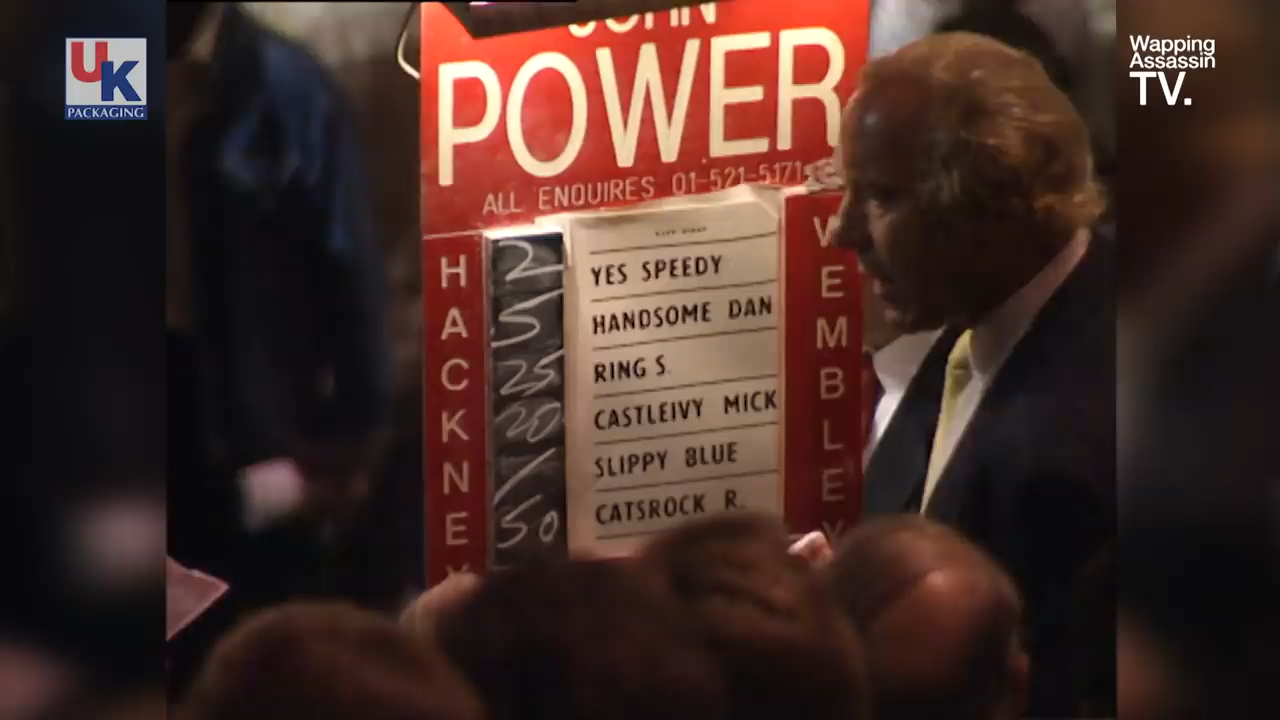 UK
PACKAGING
Wapping
Assassin
TV.
JOHN
POWER
ALL ENQUIRES 01-521-5171
HACKNEY
WEMBLEY
2 YES SPEEDY
5 HANDSOME DAN
25 RING S.
20 CASTLEIVY MICK
/ SLIPPY BLUE
50 CATSROCK R.